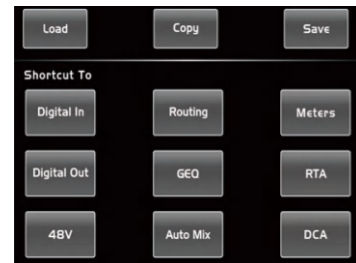 Load Copy Save
Shortcut To
Digital In Routing Meters
Digital Out GEQ RTA
48V Auto Mix DCA